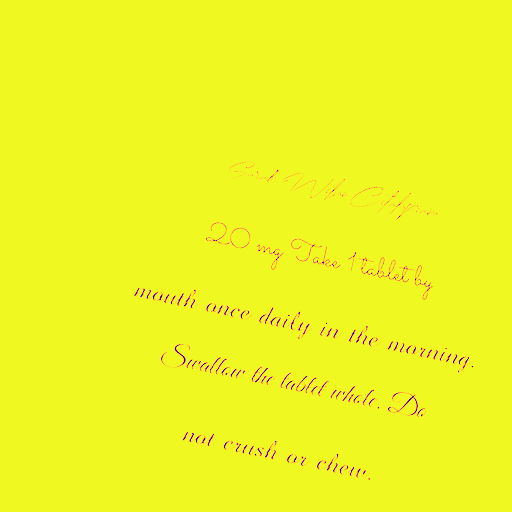 Sarah
20 mg Take 1 tablet by
mouth once daily in the morning.
Swallow the tablet whole. Do
not crush or chew.